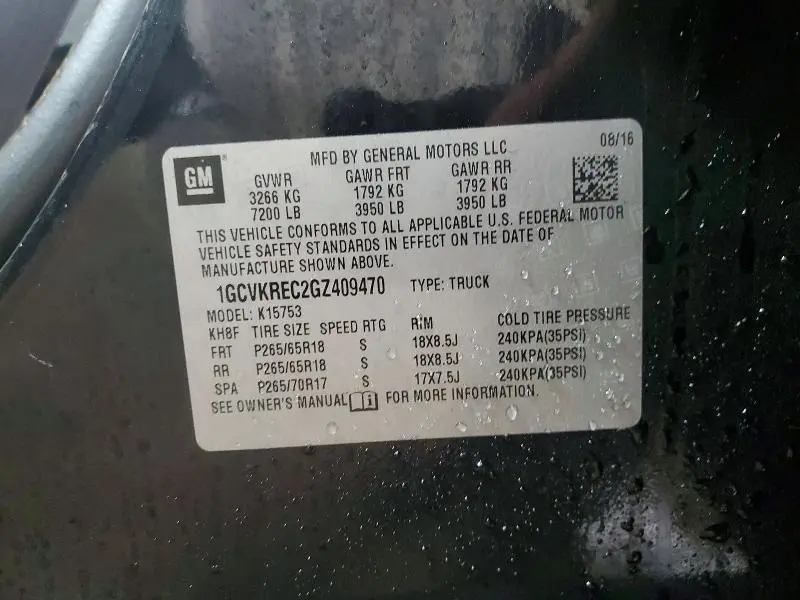 08/16
GM
MFD BY GENERAL MOTORS LLC
GVWR GAWR FRT GAWR RR
3266 KG 1792 KG 1792 KG
7200 LB 3950 LB 3950 LB
THIS VEHICLE CONFORMS TO ALL APPLICABLE U.S. FEDERAL MOTOR
VEHICLE SAFETY STANDARDS IN EFFECT ON THE DATE OF
MANUFACTURE SHOWN ABOVE.
1GCVKREC2GZ409470 TYPE: TRUCK
MODEL: K15753
KH8F TIRE SIZE SPEED RTG RIM COLD TIRE PRESSURE
FRT P265/65R18 S 18X8.5J 240KPA(35PSI)
RR P265/65R18 S 18X8.5J 240KPA(35PSI)
SPA P265/70R17 S 17X7.5J 240KPA(35PSI)
SEE OWNER'S MANUAL FOR MORE INFORMATION.